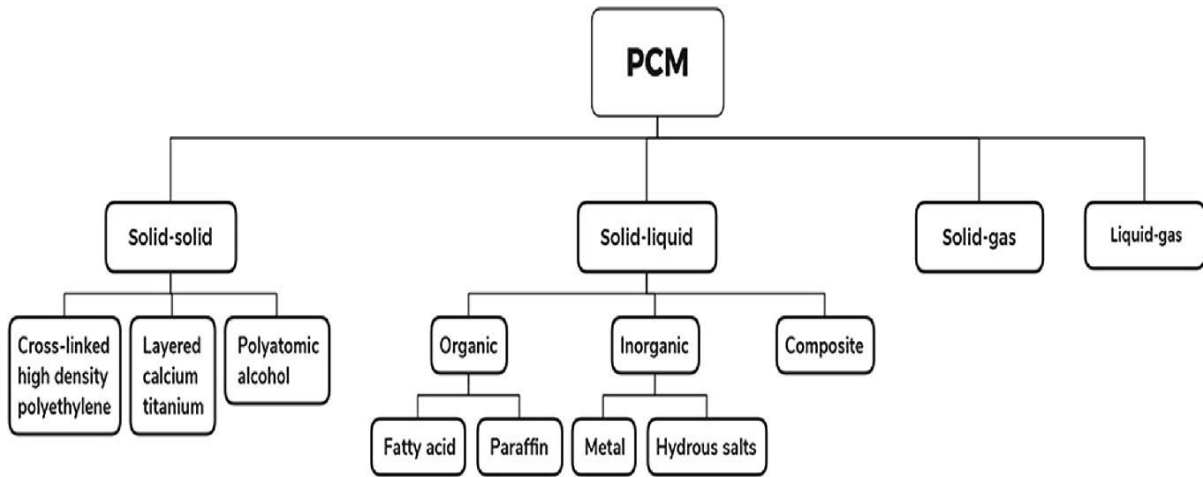 PCM
Solid-solid
Solid-liquid
Solid-gas
Liquid-gas
Cross-linked
high density
polyethylene
Layered
calcium
titanium
Polyatomic
alcohol
Organic
Inorganic
Composite
Fatty acid
Paraffin
Metal
Hydrous salts